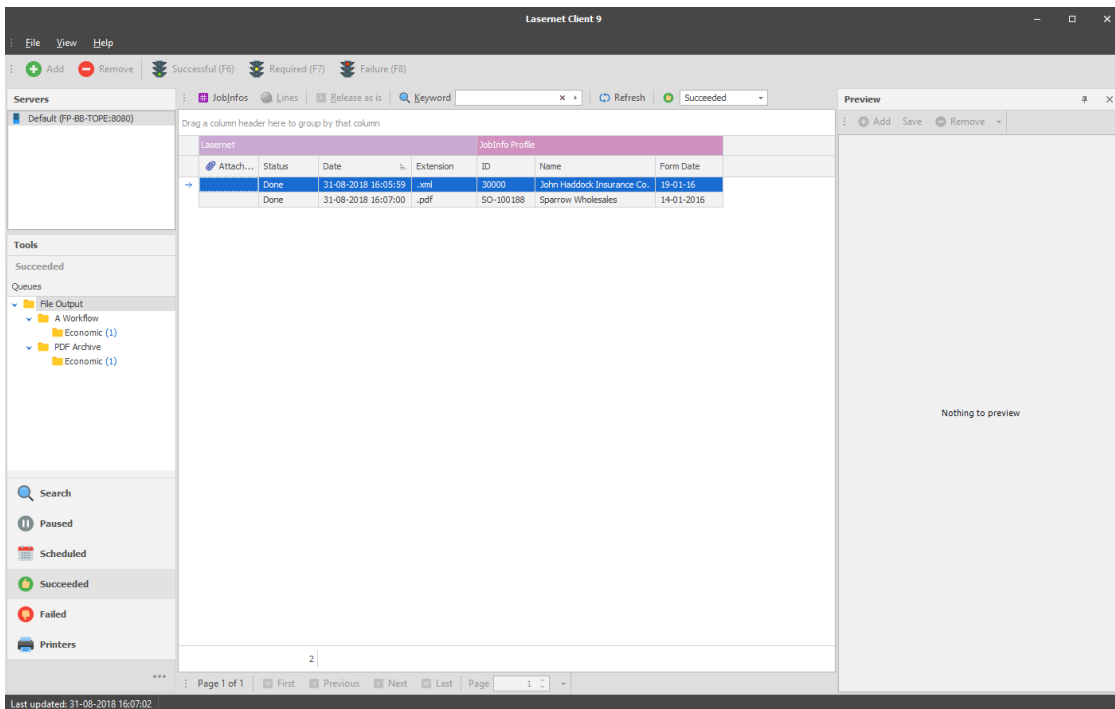 Lasernet Client 9
File View Help
Add Remove Successful (F6) Required (F7) Failure (F8)
Servers
Default (FP-BB-TOPE:8080)
Tools
Succeeded
Queues
File Output
A Workflow
Economic (1)
PDF Archive
Economic (1)
Search
Paused
Scheduled
Succeeded
Failed
Printers
JobInfos Lines Release as is Keyword Refresh Succeeded
Drag a column header here to group by that column
Lasernet JobInfo Profile
Attach... Status Date Extension ID Name Form Date
Done 31-08-2018 16:05:59 .xml 30000 John Haddock Insurance Co. 19-01-16
Done 31-08-2018 16:07:00 .pdf SO-100188 Sparrow Wholesales 14-01-2016
2
Page 1 of 1 First Previous Next Last Page 1
Preview
Add Save Remove
Nothing to preview
Last updated: 31-08-2018 16:07:02